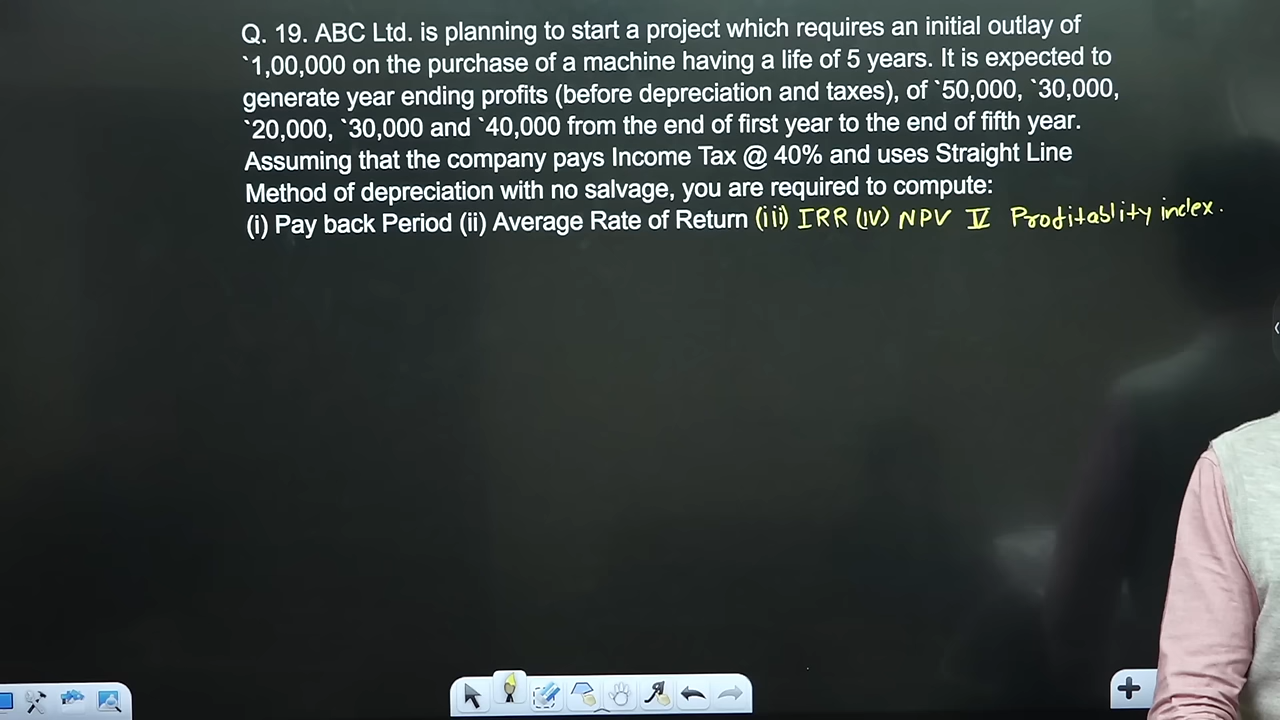 Q. 19. ABC Ltd. is planning to start a project which requires an initial outlay of
`1,00,000 on the purchase of a machine having a life of 5 years. It is expected to
generate year ending profits (before depreciation and taxes), of `50,000, `30,000,
`20,000, `30,000 and `40,000 from the end of first year to the end of fifth year.
Assuming that the company pays Income Tax @ 40% and uses Straight Line
Method of depreciation with no salvage, you are required to compute:
(i) Pay back Period (ii) Average Rate of Return (iii) IRR (IV) NPV V Profitablity index.